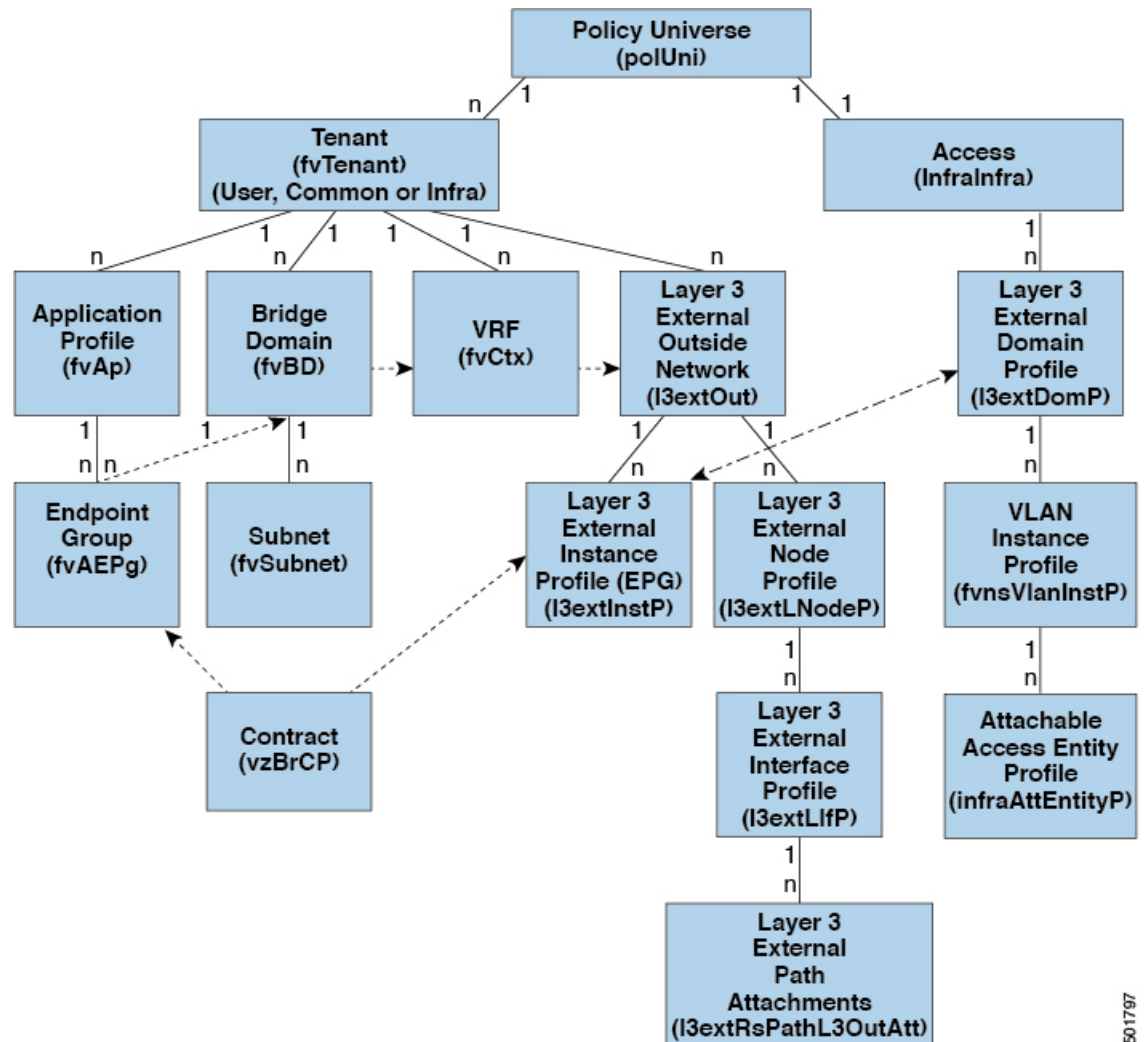 Policy Universe
(polUni)
1
1
n
1
Tenant
(fvTenant)
(User, Common or Infra)
Access
(InfraInfra)
1
1
1
1
1
n
n
n
n
n
Application
Profile
(fvAp)
Bridge
Domain
(fvBD)
VRF
(fvCtx)
Layer 3
External
Outside
Network
(l3extOut)
Layer 3
External
Domain
Profile
(l3extDomP)
1
1
1
1
1
1
n
n
n
n
n
n
Endpoint
Group
(fvAEPg)
Subnet
(fvSubnet)
Layer 3
External
Instance
Profile (EPG)
(l3extInstP)
Layer 3
External
Node
Profile
(l3extLNodeP)
VLAN
Instance
Profile
(fvnsVlanInstP)
1
1
n
n
Contract
(vzBrCP)
Layer 3
External
Interface
Profile
(l3extLIfP)
Attachable
Access Entity
Profile
(infraAttEntityP)
1
n
Layer 3
External
Path
Attachments
(l3extRsPathL3OutAtt)
501797